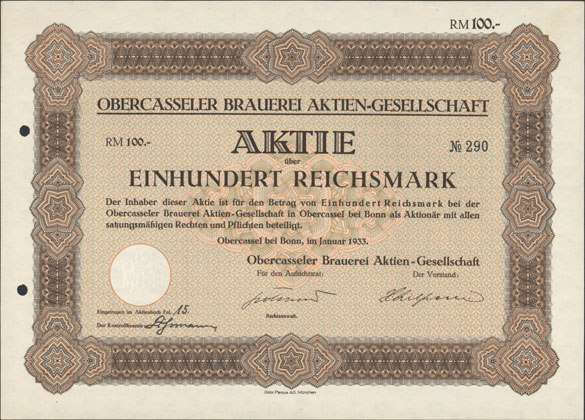 RM 100.-
OBERCASSELER BRAUEREI AKTIEN-GESELLSCHAFT
RM 100.-
AKTIE
№ 290
über
EINHUNDERT REICHSMARK
Der Inhaber dieser Aktie ist für den Betrag von Einhundert Reichsmark bei der
Obercasseler Brauerei Aktien-Gesellschaft in Obercassel bei Bonn als Aktionär mit allen
satungsmäßigen Rechten und Pflichten beteiligt.
Obercassel bei Bonn, im Januar 1933.
Obercasseler Brauerei Aktien-Gesellschaft
Für den Aufsichtsrat:
Der Vorstand:
Eingetragen im Aktienbuch Fol. 15.
Rechtsanwalt.
Der Kontrollbeamte